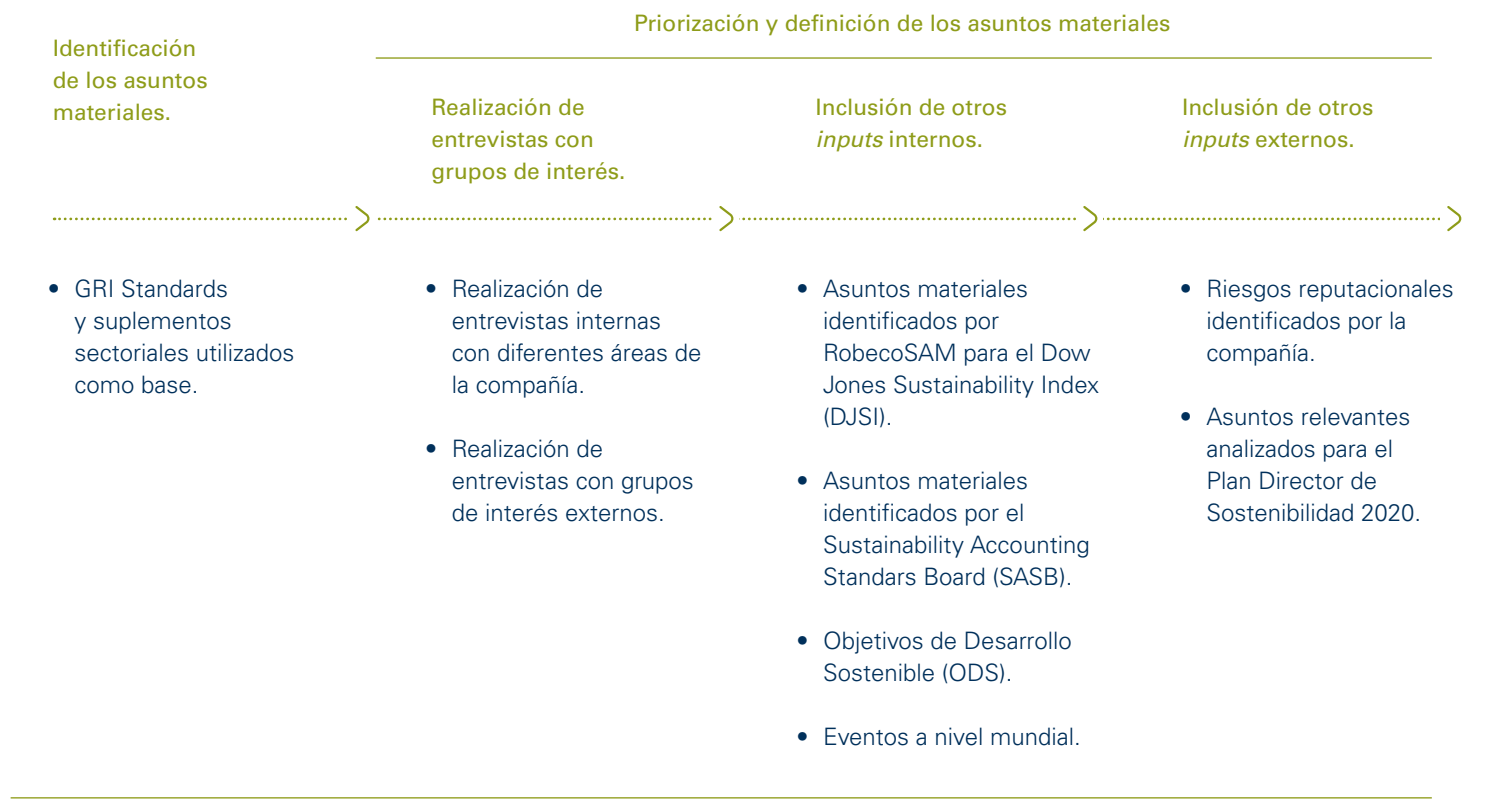 Identificación
de los asuntos
materiales.
Priorización y definición de los asuntos materiales
Realización de
entrevistas con
grupos de interés.
Inclusión de otros
inputs internos.
Inclusión de otros
inputs externos.
• GRI Standards
y suplementos
sectoriales utilizados
como base.
• Realización de
entrevistas internas
con diferentes áreas de
la compañía.
• Realización de
entrevistas con grupos
de interés externos.
• Asuntos materiales
identificados por
RobecoSAM para el Dow
Jones Sustainability Index
(DJSI).
• Asuntos materiales
identificados por el
Sustainability Accounting
Standars Board (SASB).
• Objetivos de Desarrollo
Sostenible (ODS).
• Eventos a nivel mundial.
• Riesgos reputacionales
identificados por la
compañía.
• Asuntos relevantes
analizados para el
Plan Director de
Sostenibilidad 2020.